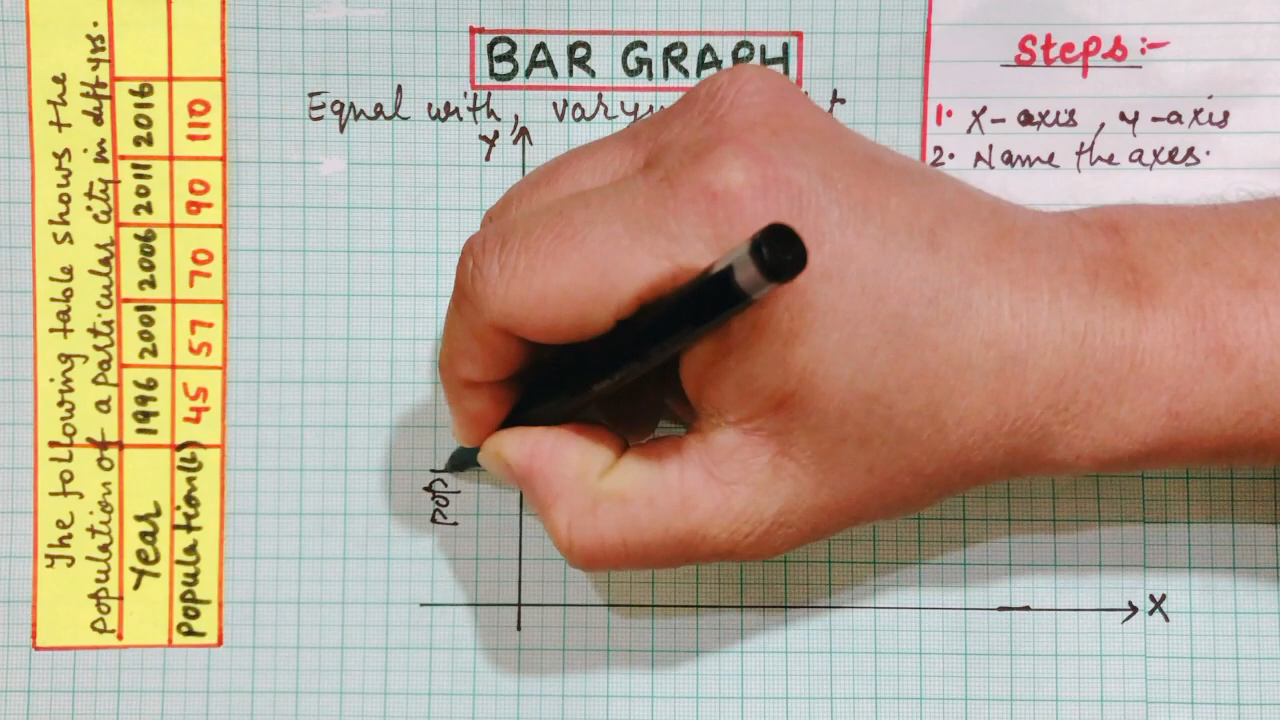 The following table shows the
population of a particular city in diff yrs.
Year 1996 2001 2006 2011 2016
Population(L) 45 57 70 90 110
BAR GRAPH
Equal with,
Y
pop
X
Steps:-
1. X-axis, y-axis
2. Name the axes.